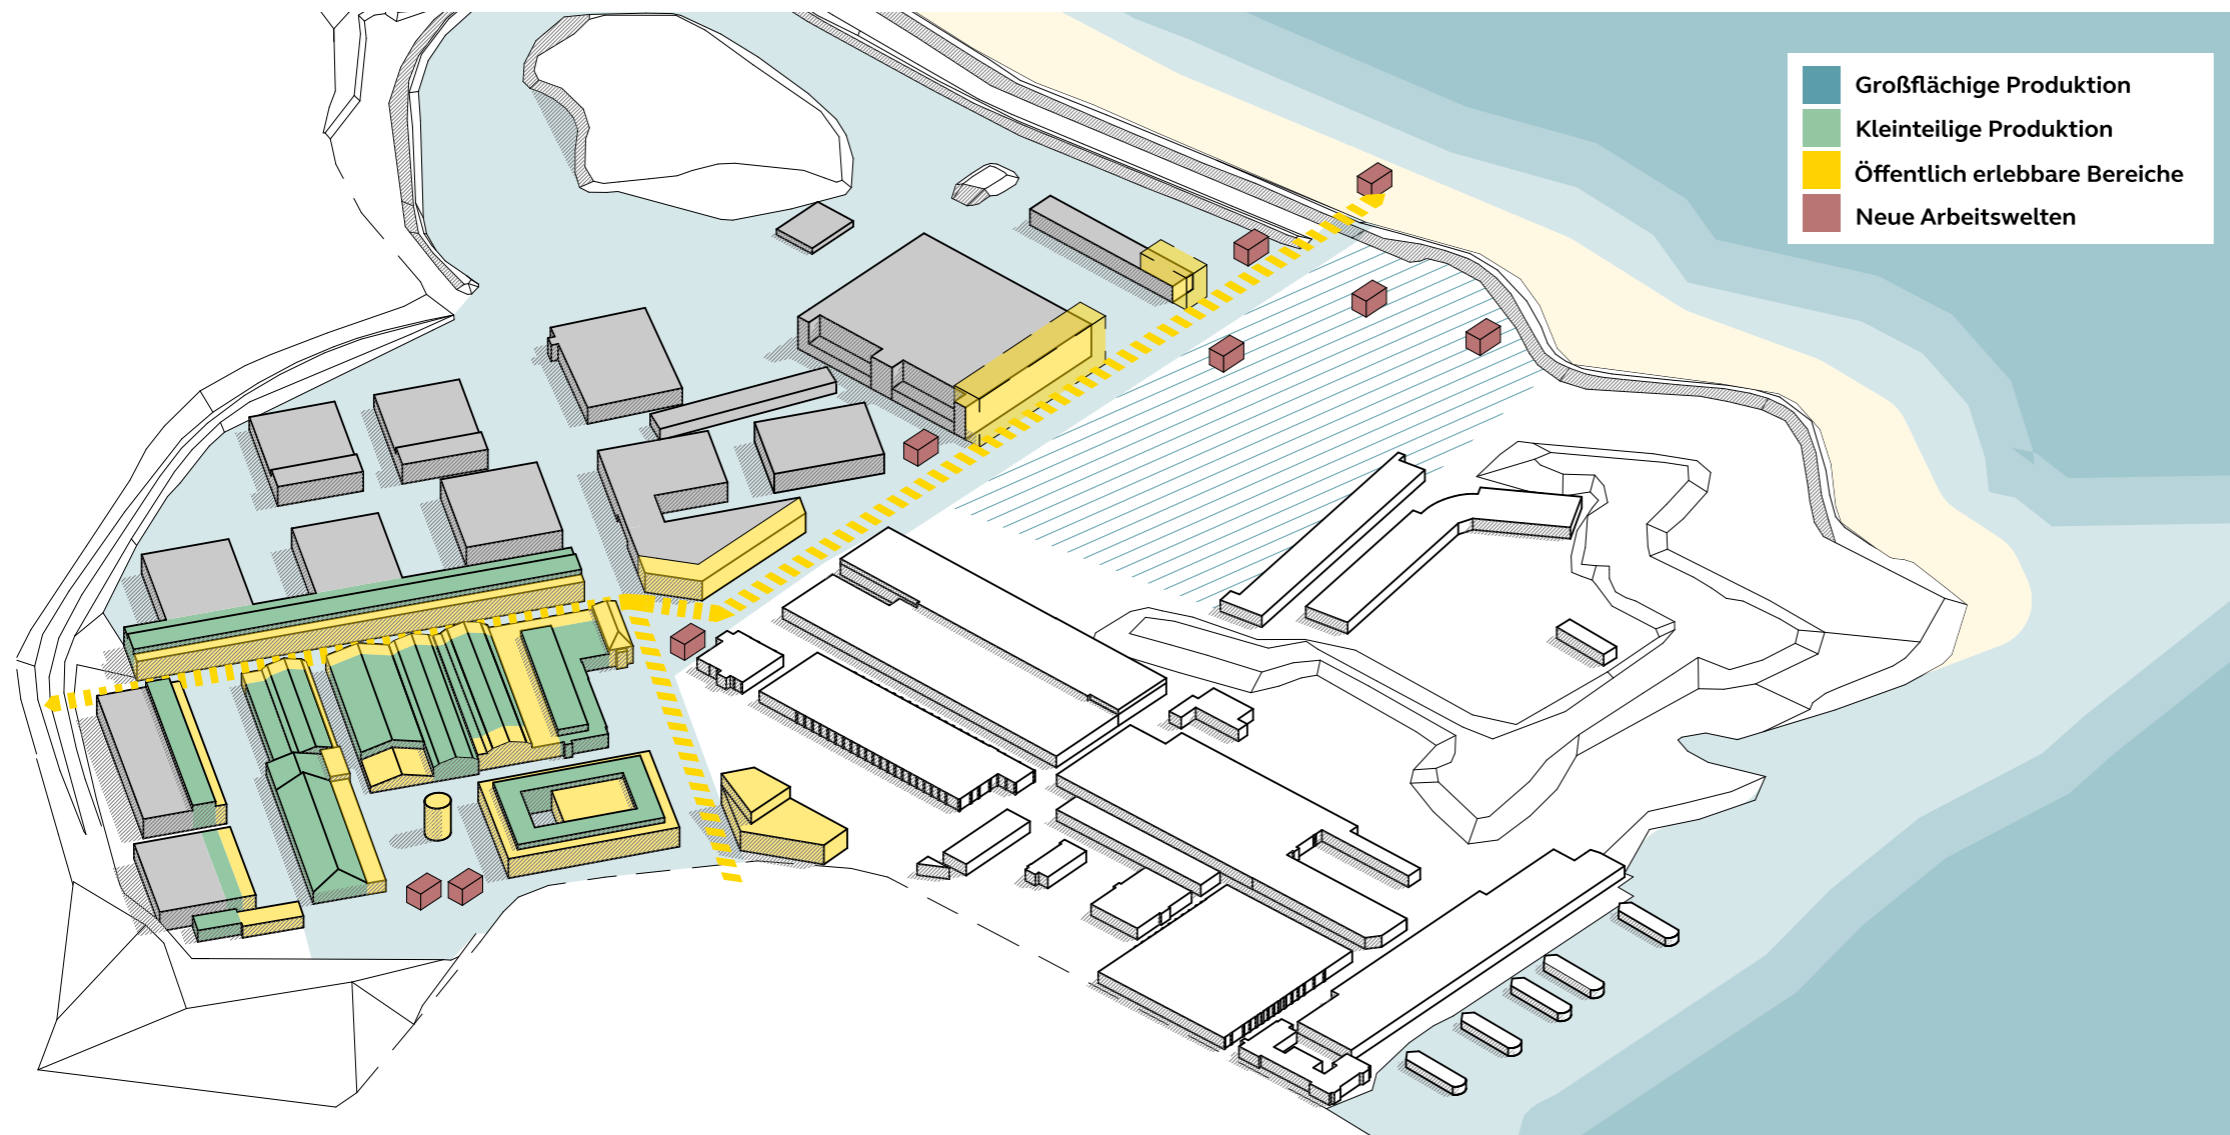 Großflächige Produktion
Kleinteilige Produktion
Öffentlich erlebbare Bereiche
Neue Arbeitswelten